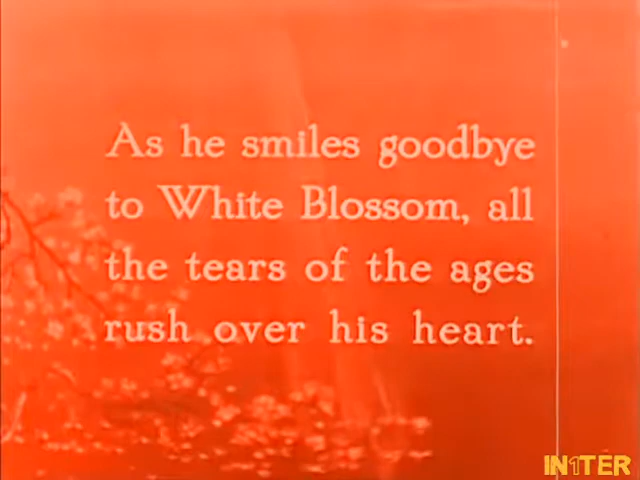 As he smiles goodbye
to White Blossom, all
the tears of the ages
rush over his heart.
IN1TER